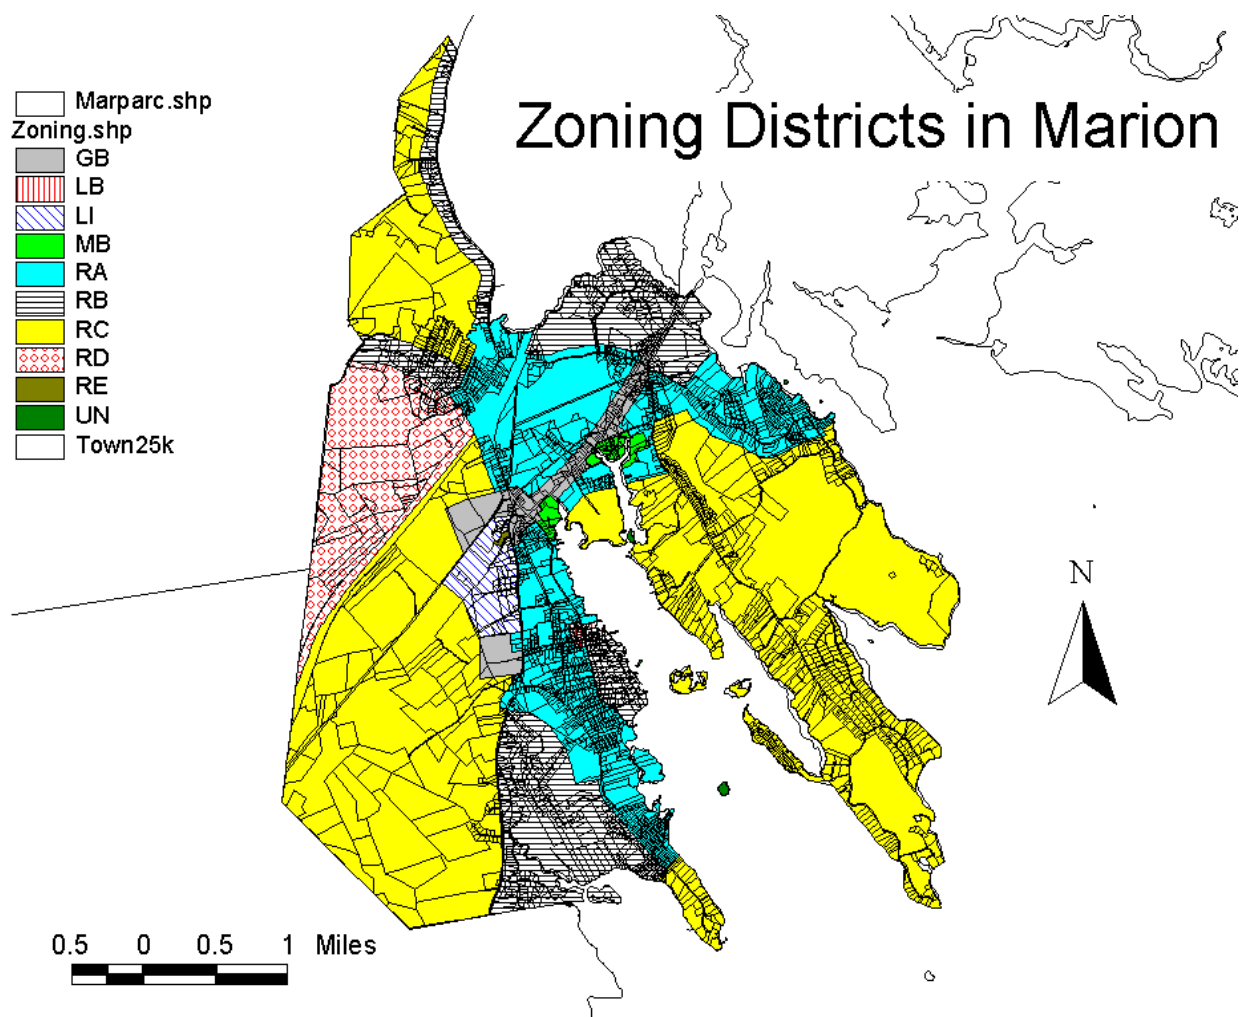 Zoning Districts in Marion
Marparc.shp
Zoning.shp
GB
LB
LI
MB
RA
RB
RC
RD
RE
UN
Town25k
N
0.5 0 0.5 1 Miles